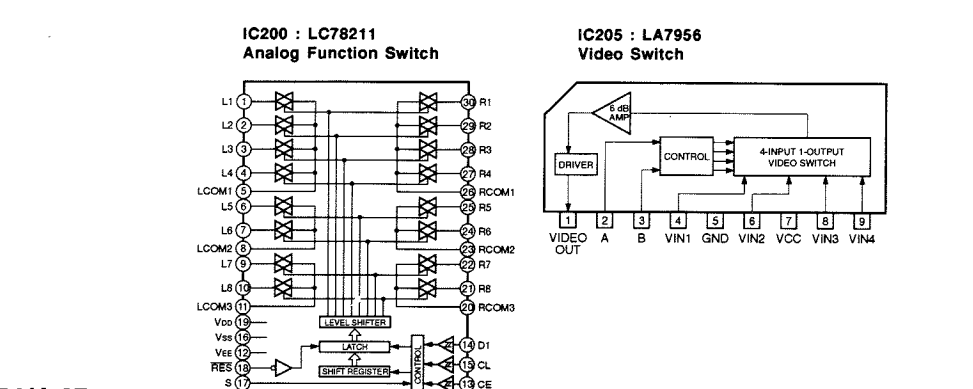 IC200 : LC78211
Analog Function Switch
L1 1
L2 2
L3 3
L4 4
LCOM1 5
L5 6
L6 7
LCOM2 8
L7 9
L8 10
LCOM3 11
VDD 19
VSS 16
VEE 12
RES 18
S 17
30 R1
29 R2
28 R3
27 R4
26 RCOM1
25 R5
24 R6
23 RCOM2
22 R7
21 R8
20 RCOM3
14 D1
15 CL
13 CE
LEVEL SHIFTER
LATCH
SHIFT REGISTER
CONTROL
IC205 : LA7956
Video Switch
6 dB
AMP
DRIVER
CONTROL
4-INPUT 1-OUTPUT
VIDEO SWITCH
1 2 3 4 5 6 7 8 9
VIDEO OUT A B VIN1 GND VIN2 VCC VIN3 VIN4